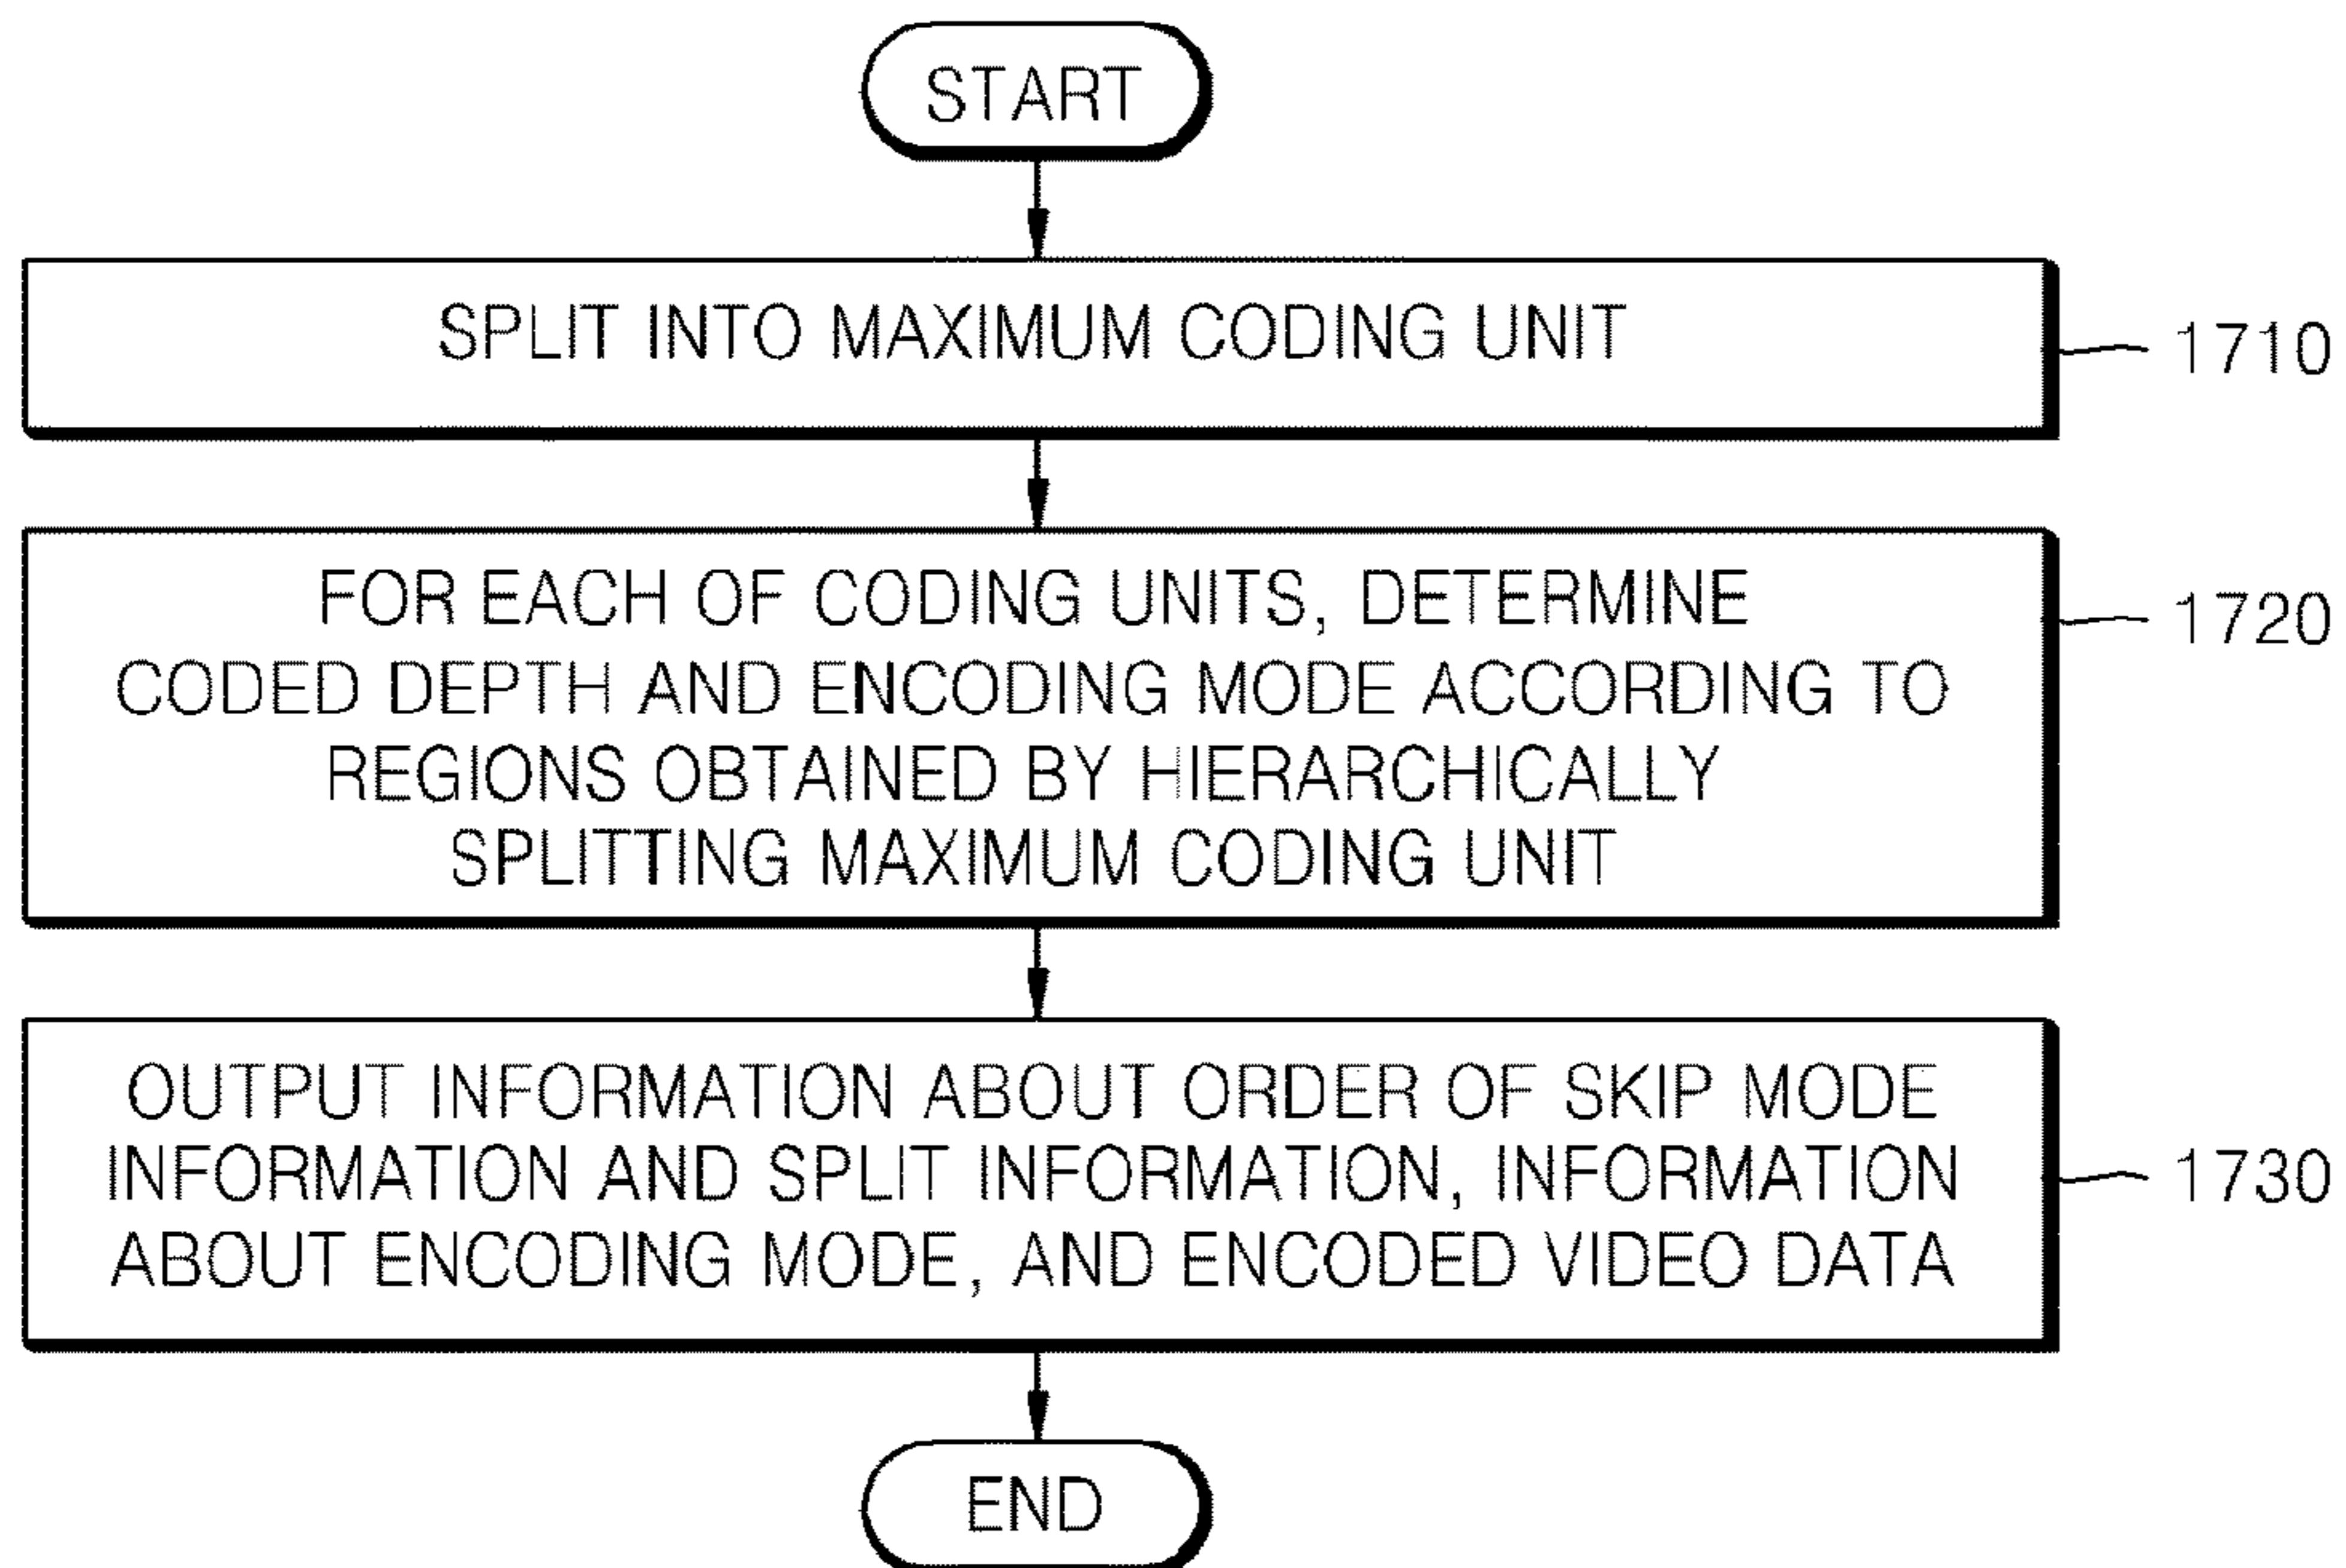 START
SPLIT INTO MAXIMUM CODING UNIT
1710
FOR EACH OF CODING UNITS, DETERMINE
CODED DEPTH AND ENCODING MODE ACCORDING TO
REGIONS OBTAINED BY HIERARCHICALLY
SPLITTING MAXIMUM CODING UNIT
1720
OUTPUT INFORMATION ABOUT ORDER OF SKIP MODE
INFORMATION AND SPLIT INFORMATION, INFORMATION
ABOUT ENCODING MODE, AND ENCODED VIDEO DATA
1730
END